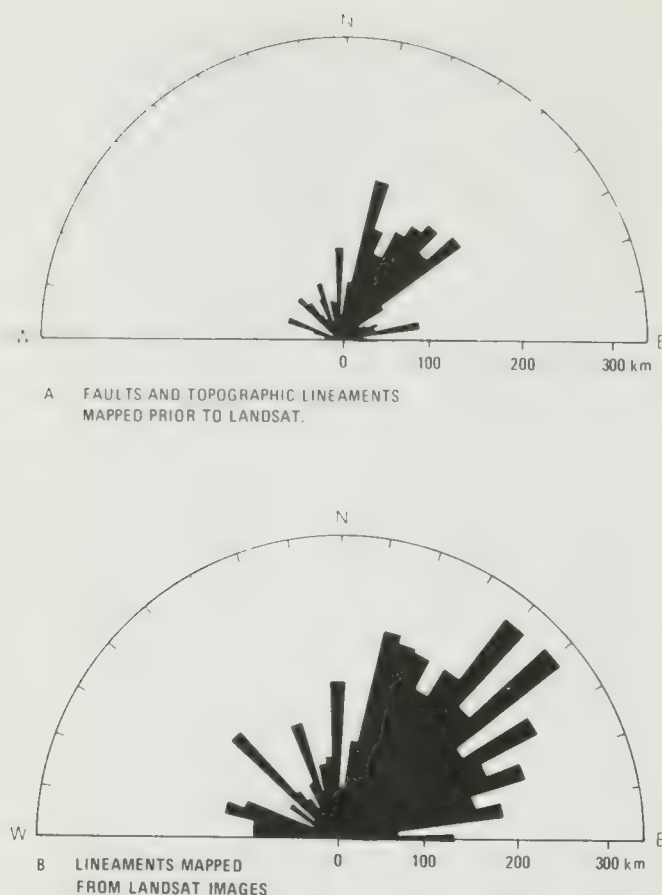 N
E
0 100 200 300 km
A FAULTS AND TOPOGRAPHIC LINEAMENTS
MAPPED PRIOR TO LANDSAT.
N
W E
0 100 200 300 km
B LINEAMENTS MAPPED
FROM LANDSAT IMAGES